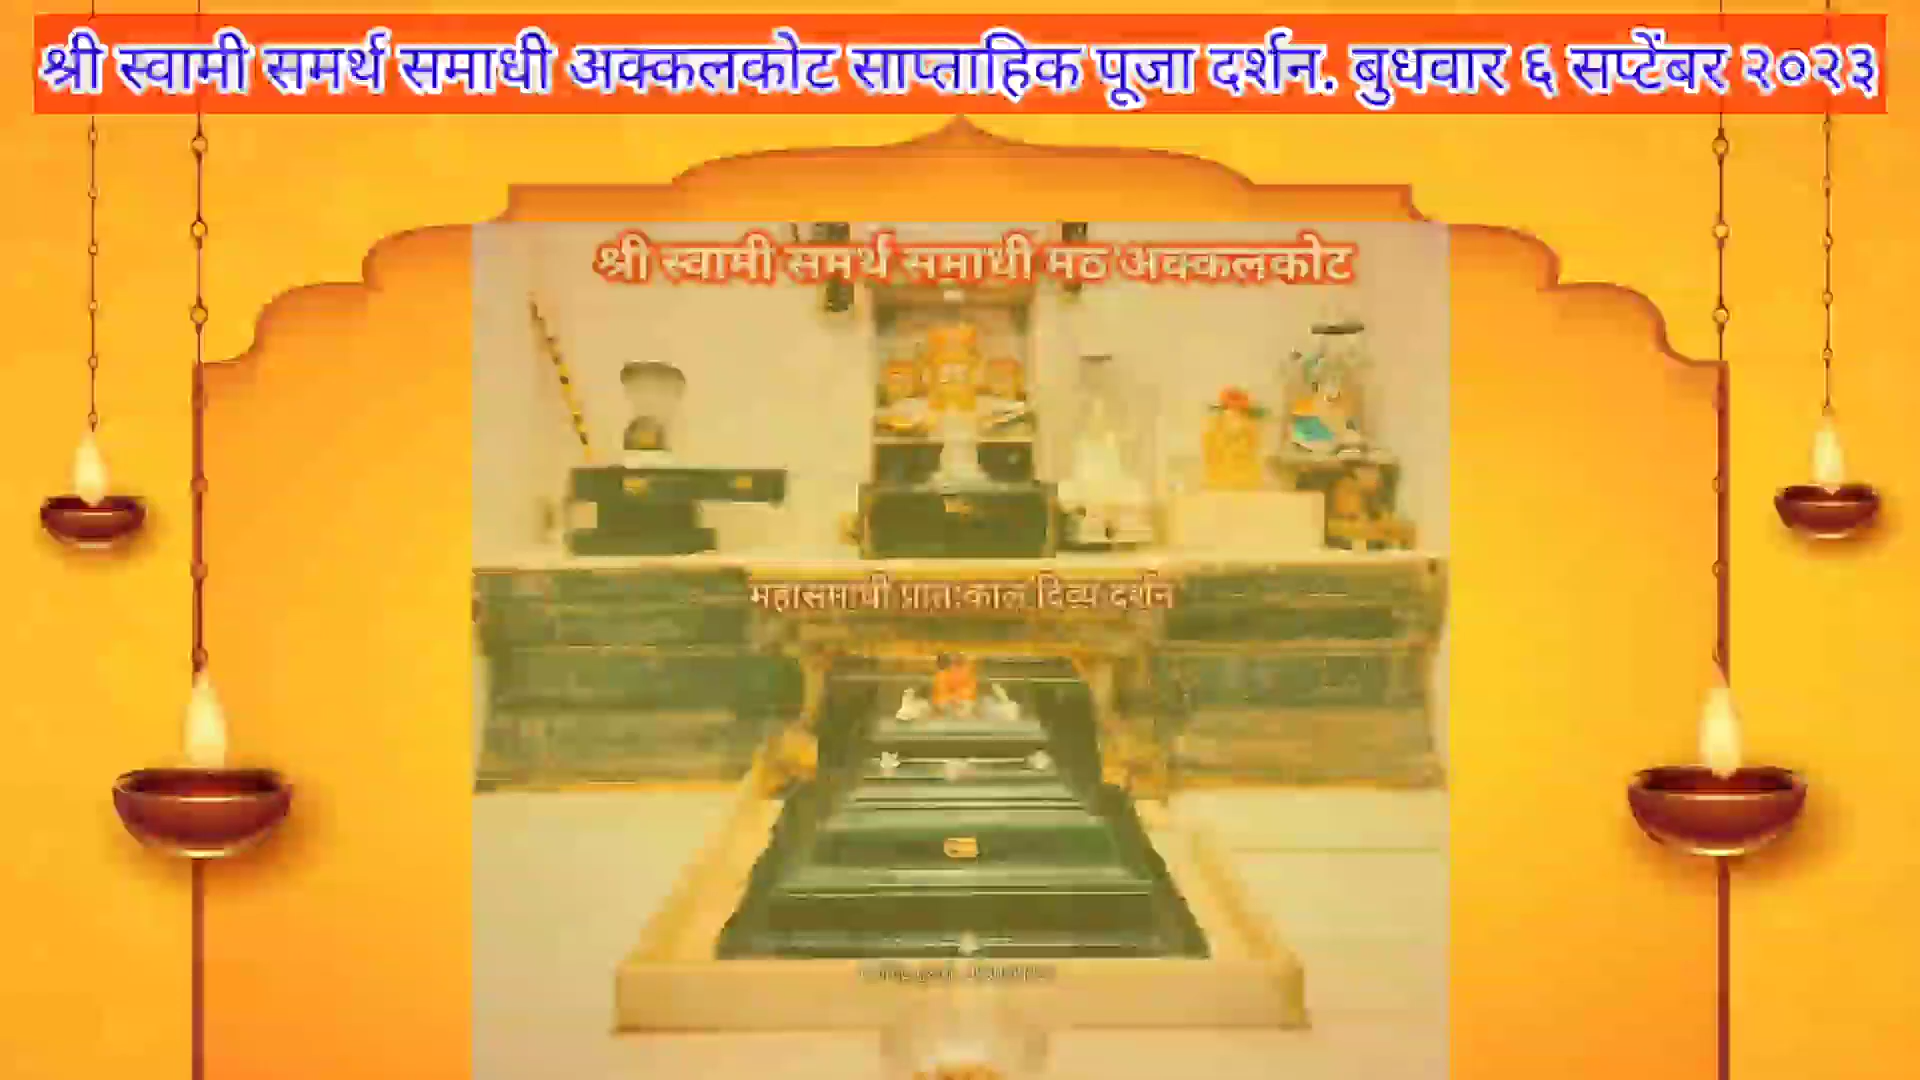 श्री स्वामी समर्थ समाधी अक्कलकोट साप्ताहिक पूजा दर्शन. बुधवार ६ सप्टेंबर २०२३
श्री स्वामी समर्थ समाधी मठ अक्कलकोट
महासमाधी प्रातःकाल दिव्य दर्शन